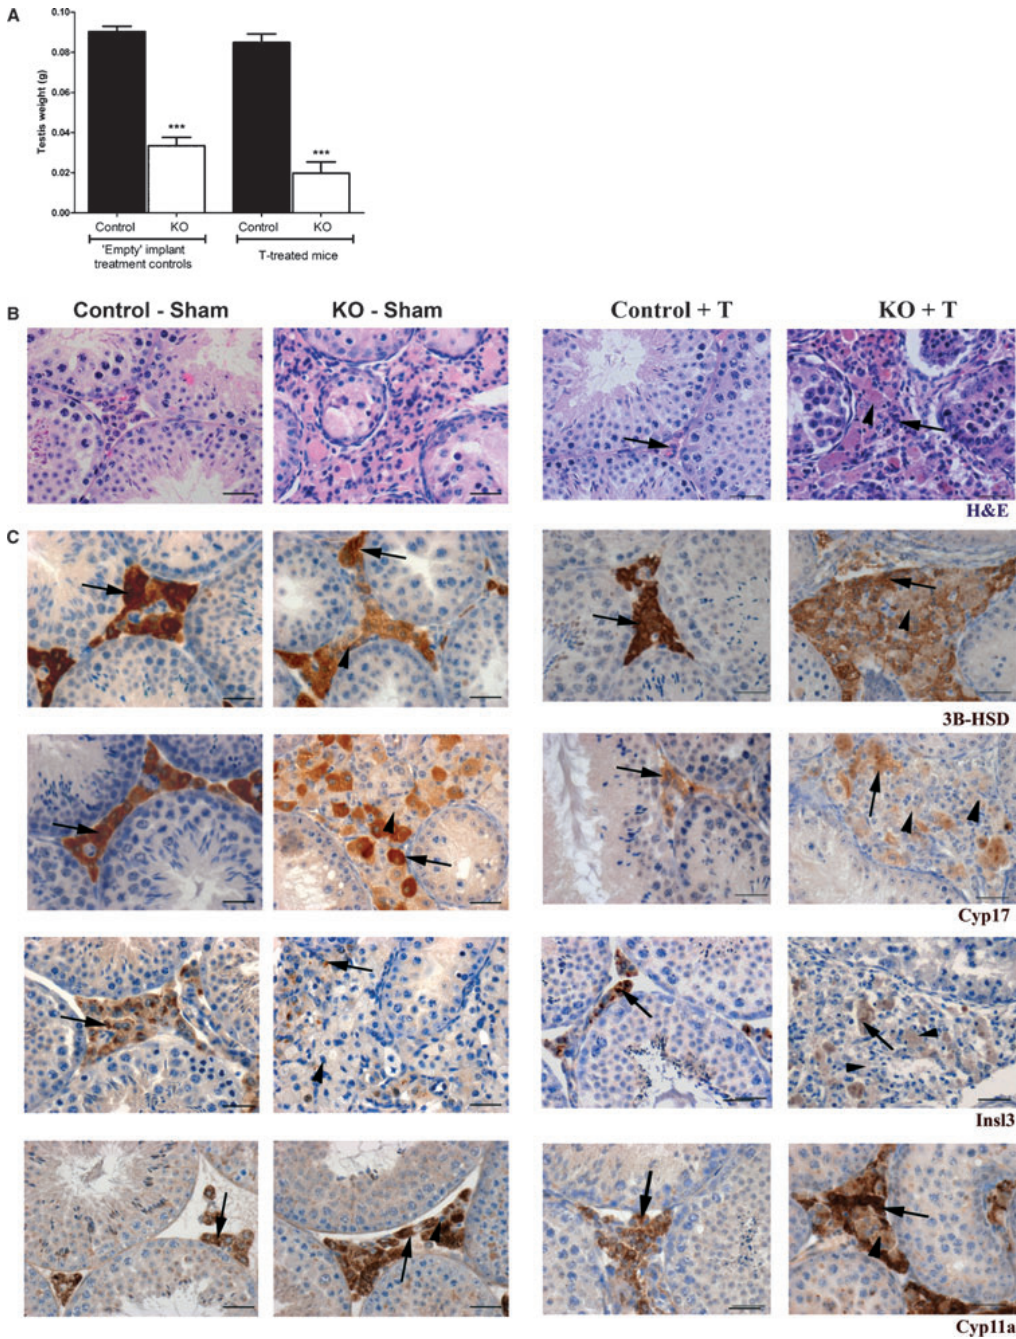 A
Testis weight (g)
0.10
0.08
0.06
0.04
0.02
0.00
***
***
Control
KO
Control
KO
'Empty' implant
treatment controls
T-treated mice
B
Control - Sham
KO - Sham
Control + T
KO + T
H&E
C
3B-HSD
Cyp17
Insl3
Cyp11a